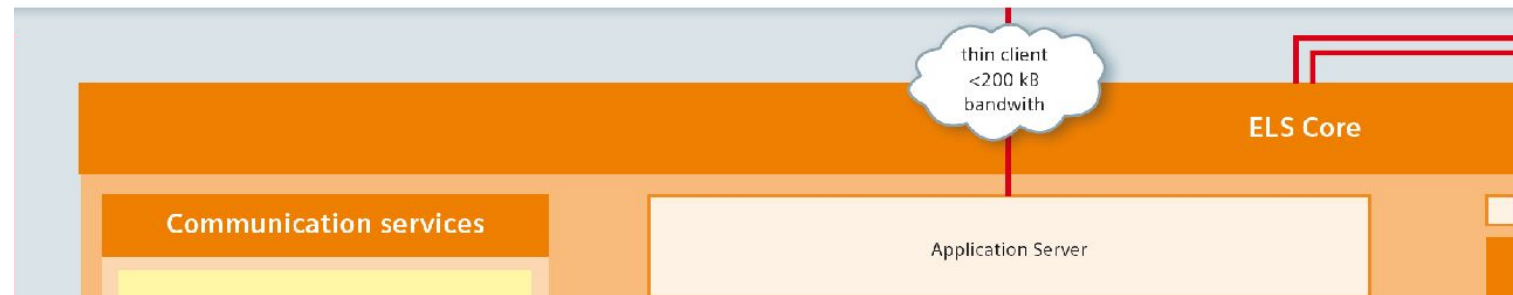 thin client
<200 kB
bandwith
ELS Core
Communication services
Application Server